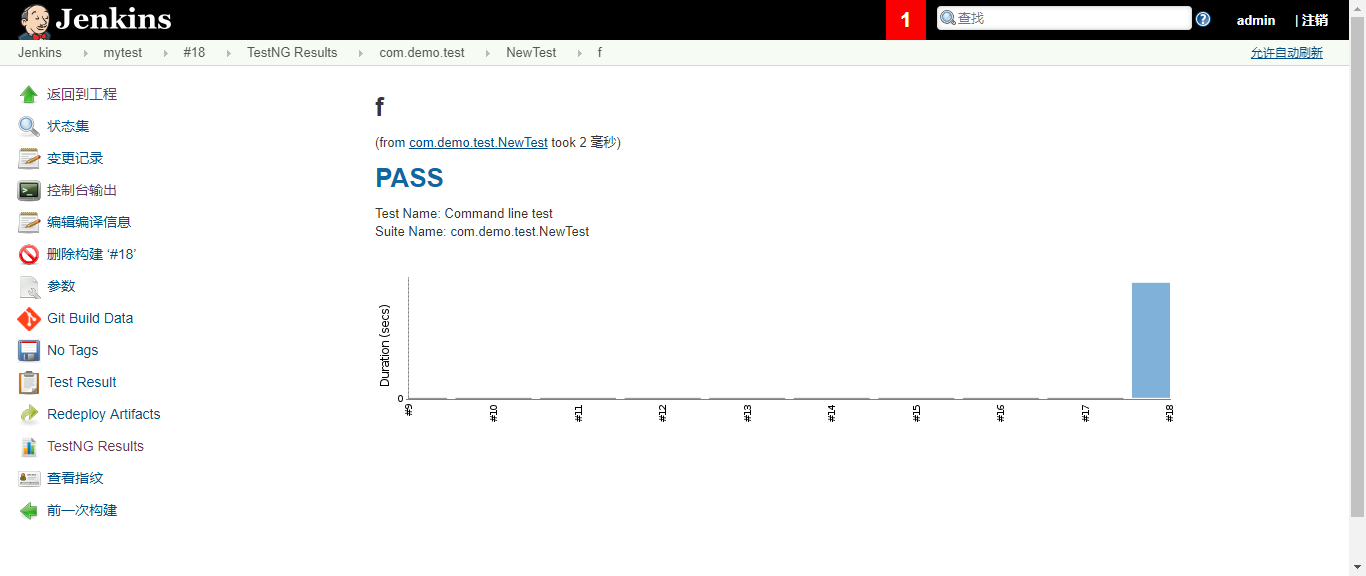 Jenkins
1
查找
?
admin
| 注销
Jenkins
mytest
#18
TestNG Results
com.demo.test
NewTest
f
允许自动刷新
返回到工程
状态集
变更记录
控制台输出
编辑编译信息
删除构建 ‘#18’
参数
Git Build Data
No Tags
Test Result
Redeploy Artifacts
TestNG Results
查看指纹
前一次构建
f
(from com.demo.test.NewTest took 2 毫秒)
PASS
Test Name: Command line test
Suite Name: com.demo.test.NewTest
Duration (secs)
0
#9
#10
#11
#12
#13
#14
#15
#16
#17
#18